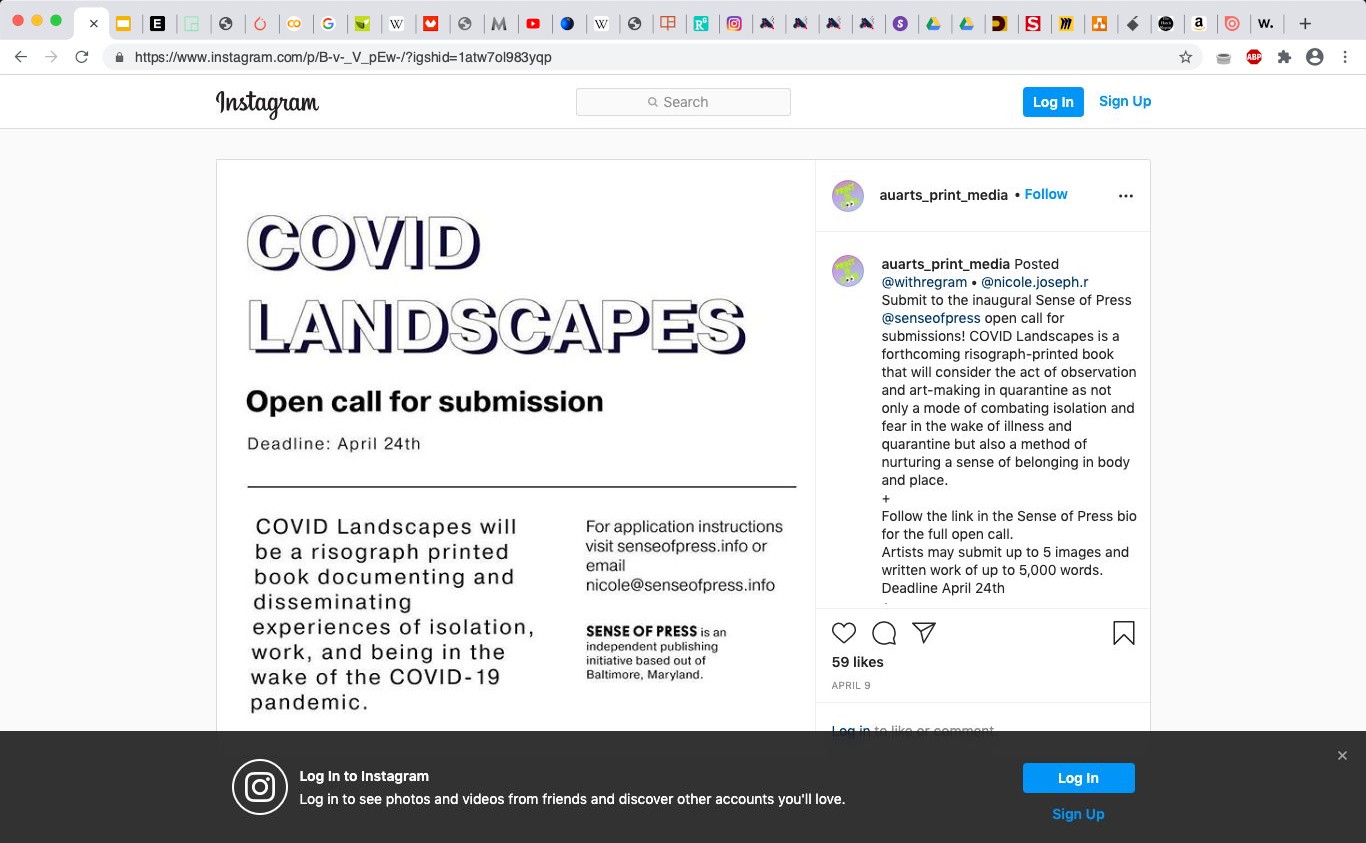 https://www.instagram.com/p/B-v-_V_pEw-/?igshid=1atw7ol983yqp
Instagram
Search
Log In
Sign Up
COVID
LANDSCAPES
Open call for submission
Deadline: April 24th
COVID Landscapes will
be a risograph printed
book documenting and
disseminating
experiences of isolation,
work, and being in the
wake of the COVID-19
pandemic.
For application instructions
visit senseofpress.info or
email
nicole@senseofpress.info
SENSE OF PRESS is an
independent publishing
initiative based out of
Baltimore, Maryland.
auarts_print_media • Follow
auarts_print_media Posted
@withregram • @nicole.joseph.r
Submit to the inaugural Sense of Press
@senseofpress open call for
submissions! COVID Landscapes is a
forthcoming risograph-printed book
that will consider the act of observation
and art-making in quarantine as not
only a mode of combating isolation and
fear in the wake of illness and
quarantine but also a method of
nurturing a sense of belonging in body
and place.
+
Follow the link in the Sense of Press bio
for the full open call.
Artists may submit up to 5 images and
written work of up to 5,000 words.
Deadline April 24th
59 likes
APRIL 9
Log in to like or comment.
Log In to Instagram
Log in to see photos and videos from friends and discover other accounts you'll love.
Log In
Sign Up